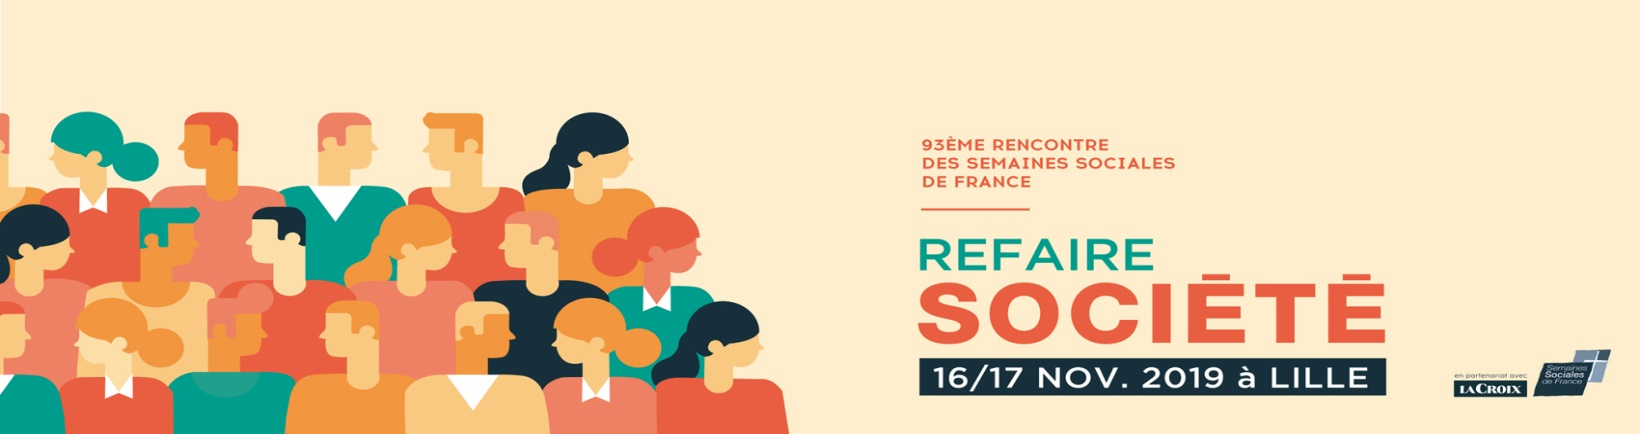 93ÈME RENCONTRE
DES SEMAINES SOCIALES
DE FRANCE
REFAIRE
SOCIĒTĒ
16/17 NOV. 2019 à LILLE
en partenariat avec
LA CROIX
Semaines
Sociales
de France